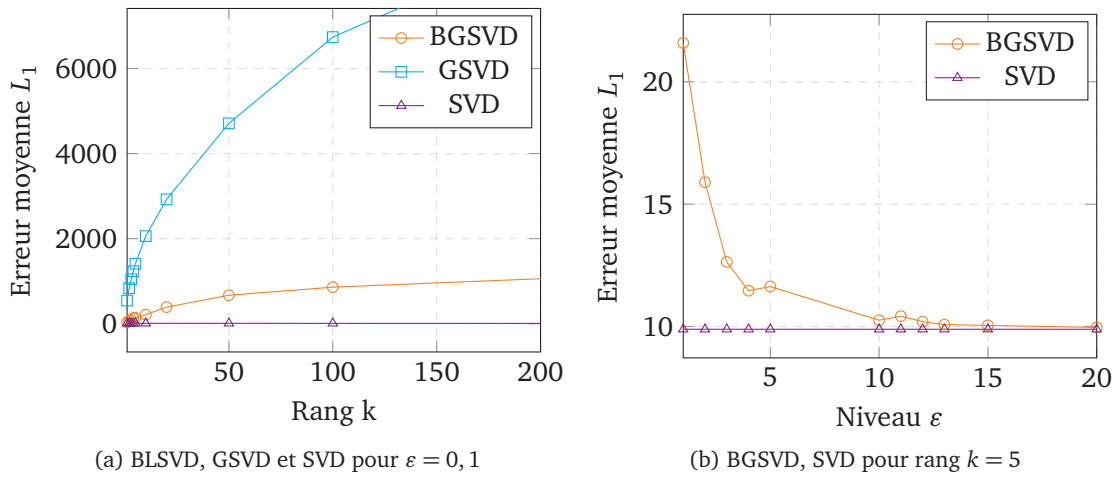 Erreur moyenne L₁
6000
4000
2000
0
50
100
150
200
Rang k
BGSVD
GSVD
SVD
(a) BLSVD, GSVD et SVD pour ε = 0, 1
Erreur moyenne L₁
20
15
10
5
10
15
20
Niveau ε
BGSVD
SVD
(b) BGSVD, SVD pour rang k = 5